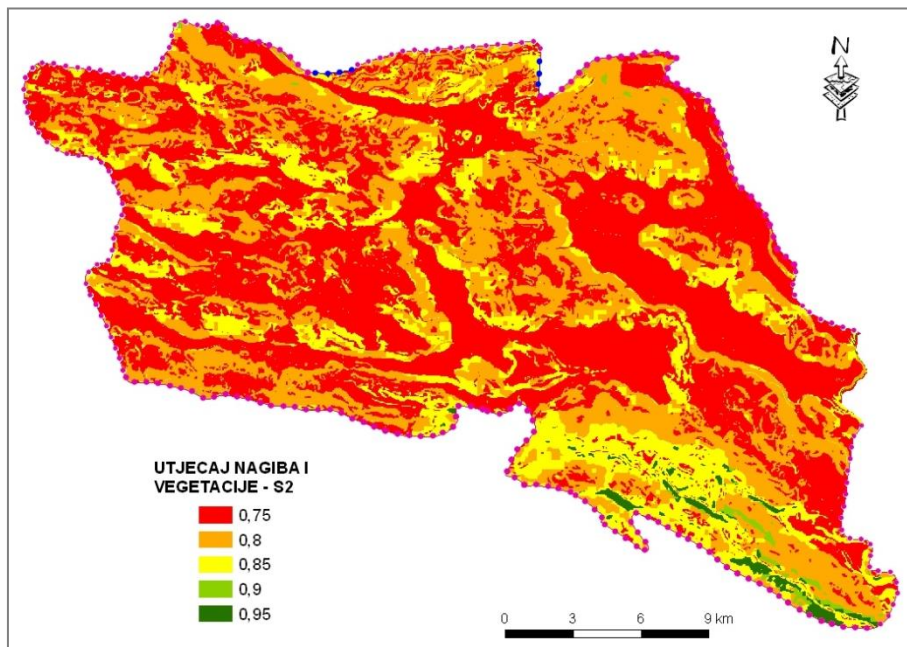 N
UTJECAJ NAGIBA I
VEGETACIJE - S2
0,75
0,8
0,85
0,9
0,95
0 3 6 9 km